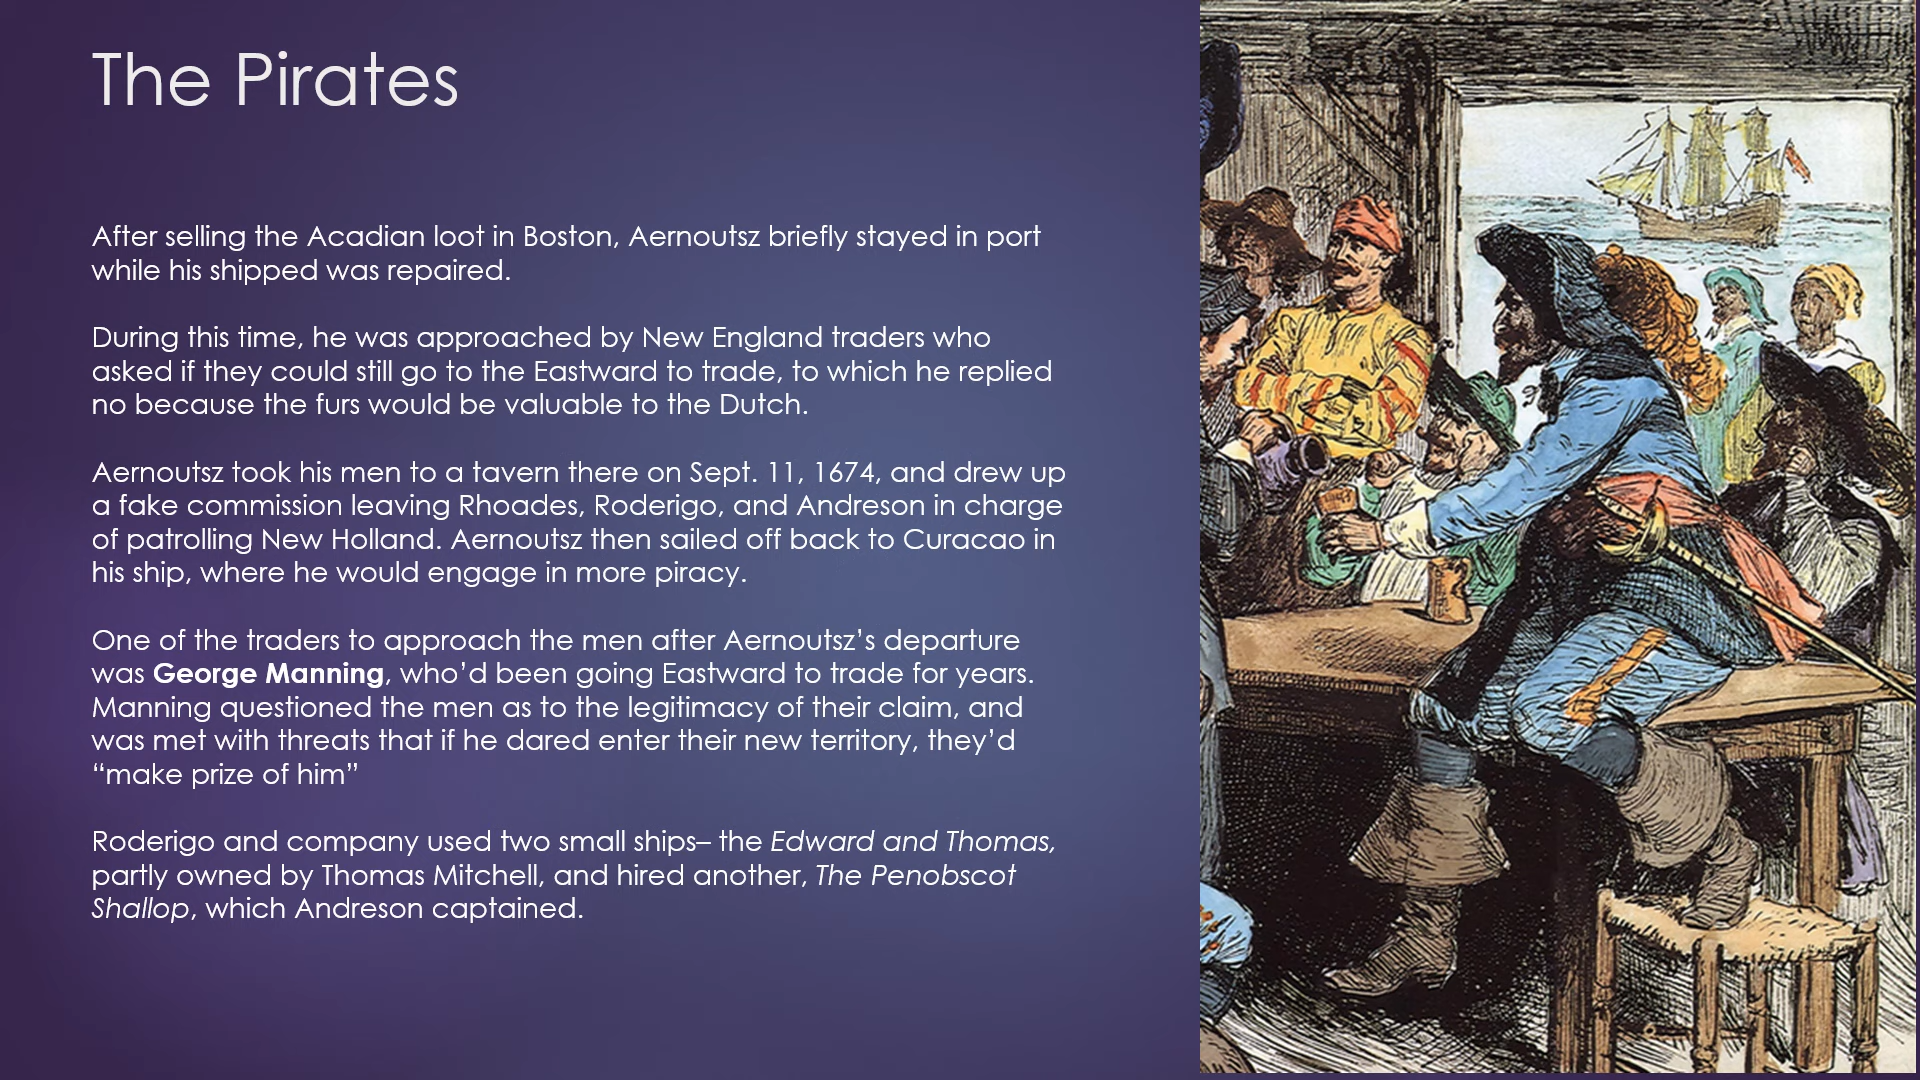 The Pirates
After selling the Acadian loot in Boston, Aernoutsz briefly stayed in port
while his shipped was repaired.
During this time, he was approached by New England traders who
asked if they could still go to the Eastward to trade, to which he replied
no because the furs would be valuable to the Dutch.
Aernoutsz took his men to a tavern there on Sept. 11, 1674, and drew up
a fake commission leaving Rhoades, Roderigo, and Andreson in charge
of patrolling New Holland. Aernoutsz then sailed off back to Curacao in
his ship, where he would engage in more piracy.
One of the traders to approach the men after Aernoutsz’s departure
was George Manning, who’d been going Eastward to trade for years.
Manning questioned the men as to the legitimacy of their claim, and
was met with threats that if he dared enter their new territory, they’d
“make prize of him”
Roderigo and company used two small ships– the Edward and Thomas,
partly owned by Thomas Mitchell, and hired another, The Penobscot
Shallop, which Andreson captained.